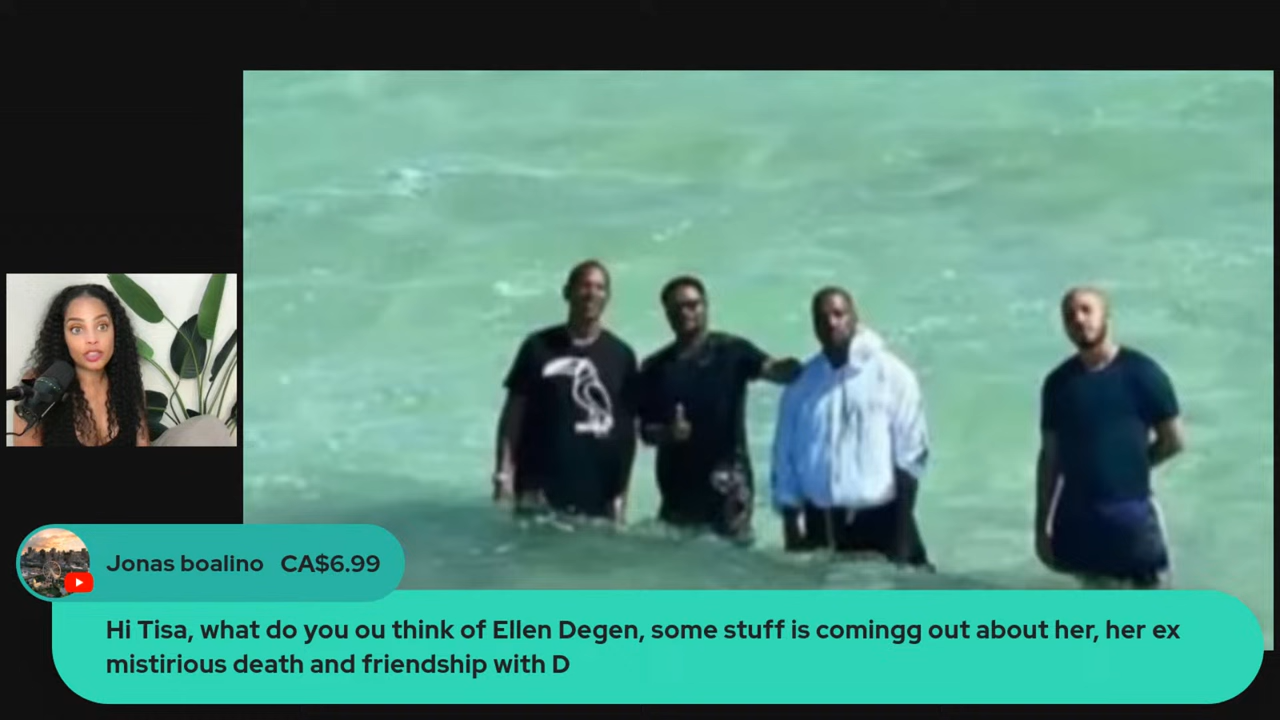 Jonas boalino CA$6.99
Hi Tisa, what do you ou think of Ellen Degen, some stuff is comingg out about her, her ex
mistirious death and friendship with D